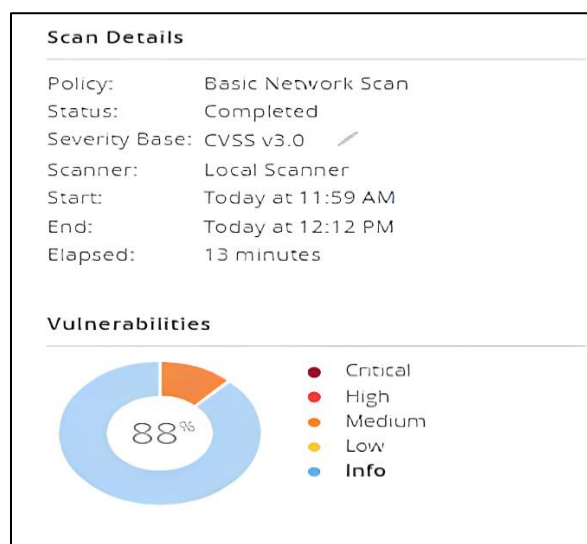 Scan Details
Policy: Basic Network Scan
Status: Completed
Severity Base: CVSS v3.0
Scanner: Local Scanner
Start: Today at 11:59 AM
End: Today at 12:12 PM
Elapsed: 13 minutes
Vulnerabilities
88%
Critical
High
Medium
Low
Info